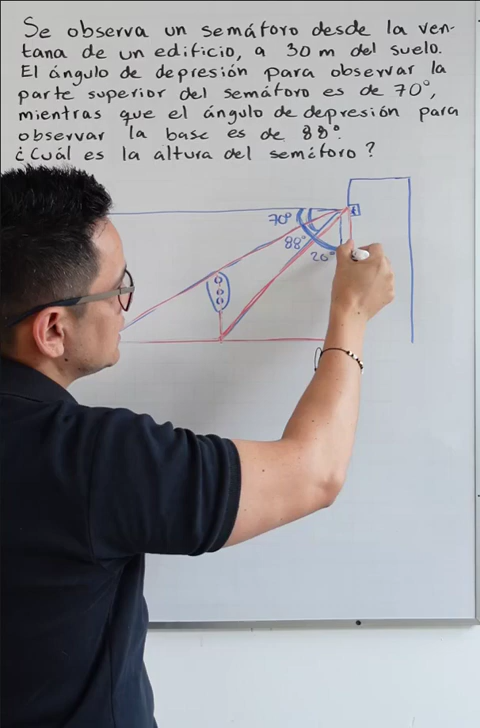 Se observa un semáforo desde la ven-
tana de un edificio, a 30 m del suelo.
El ángulo de depresión para observar la
parte superior del semáforo es de 70°,
mientras que el ángulo de depresión para
observar la base es de 88°.
¿Cuál es la altura del semáforo?
70°
88°
20°